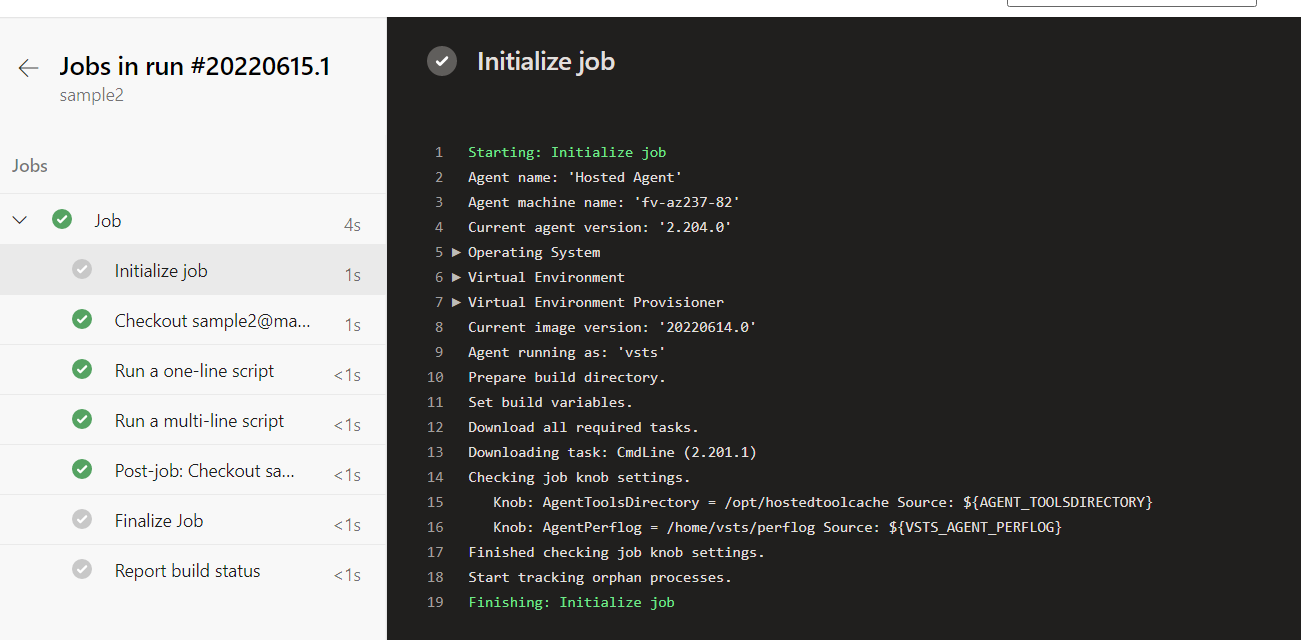 Jobs in run #20220615.1
sample2
Jobs
Job 4s
Initialize job 1s
Checkout sample2@ma... 1s
Run a one-line script <1s
Run a multi-line script <1s
Post-job: Checkout sa... <1s
Finalize Job <1s
Report build status <1s
Initialize job
1 Starting: Initialize job
2 Agent name: 'Hosted Agent'
3 Agent machine name: 'fv-az237-82'
4 Current agent version: '2.204.0'
5 ▶ Operating System
6 ▶ Virtual Environment
7 ▶ Virtual Environment Provisioner
8 Current image version: '20220614.0'
9 Agent running as: 'vsts'
10 Prepare build directory.
11 Set build variables.
12 Download all required tasks.
13 Downloading task: CmdLine (2.201.1)
14 Checking job knob settings.
15 Knob: AgentToolsDirectory = /opt/hostedtoolcache Source: ${AGENT_TOOLSDIRECTORY}
16 Knob: AgentPerflog = /home/vsts/perflog Source: ${VSTS_AGENT_PERFLOG}
17 Finished checking job knob settings.
18 Start tracking orphan processes.
19 Finishing: Initialize job